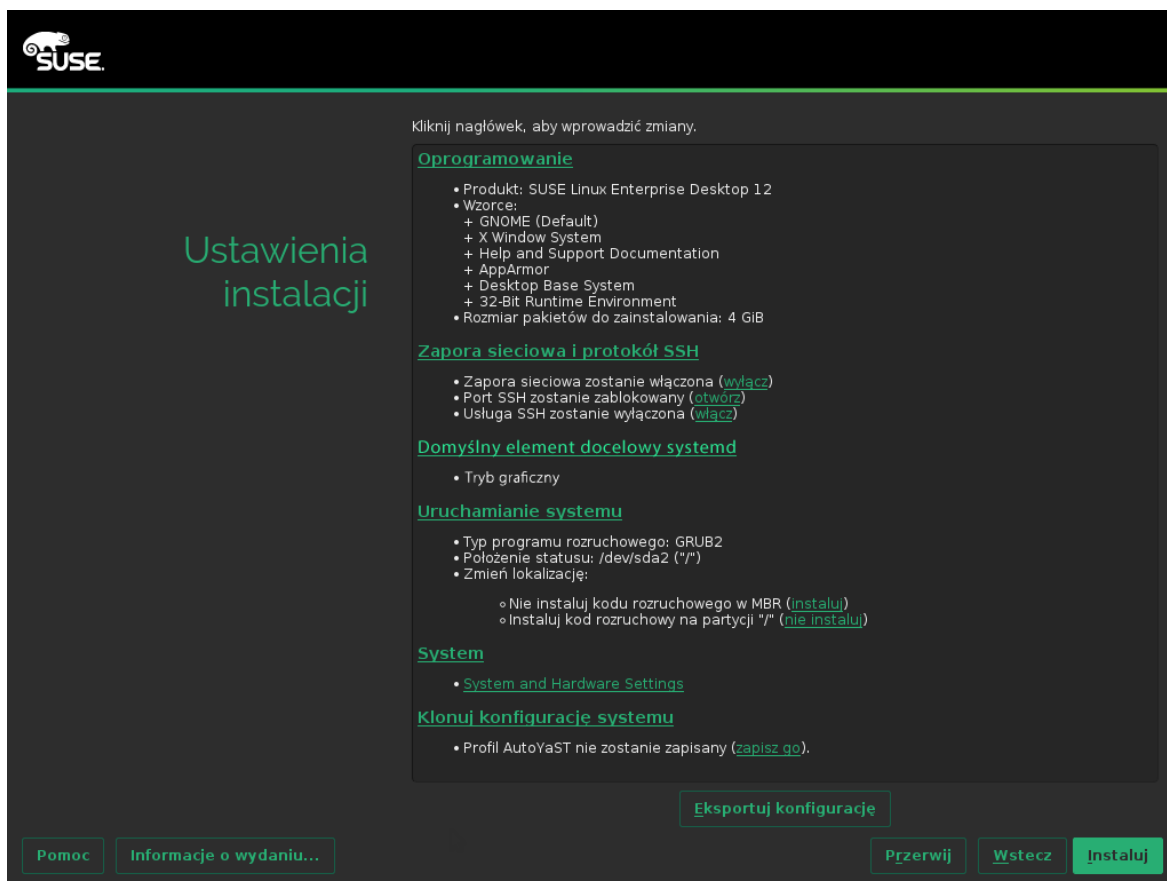 SUSE.
Kliknij nagłówek, aby wprowadzić zmiany.
Ustawienia
instalacji
Oprogramowanie
• Produkt: SUSE Linux Enterprise Desktop 12
• Wzorce:
+ GNOME (Default)
+ X Window System
+ Help and Support Documentation
+ AppArmor
+ Desktop Base System
+ 32-Bit Runtime Environment
• Rozmiar pakietów do zainstalowania: 4 GiB
Zapora sieciowa i protokół SSH
• Zapora sieciowa zostanie włączona (wyłącz)
• Port SSH zostanie zablokowany (otwórz)
• Usługa SSH zostanie wyłączona (włącz)
Domyślny element docelowy systemd
• Tryb graficzny
Uruchamianie systemu
• Typ programu rozruchowego: GRUB2
• Położenie statusu: /dev/sda2 ("/")
• Zmień lokalizację:
◦ Nie instaluj kodu rozruchowego w MBR (instaluj)
◦ Instaluj kod rozruchowy na partycji "/" (nie instaluj)
System
• System and Hardware Settings
Klonuj konfigurację systemu
• Profil AutoYaST nie zostanie zapisany (zapisz go).
Eksportuj konfigurację
Pomoc
Informacje o wydaniu...
Przerwij
Wstecz
Instaluj